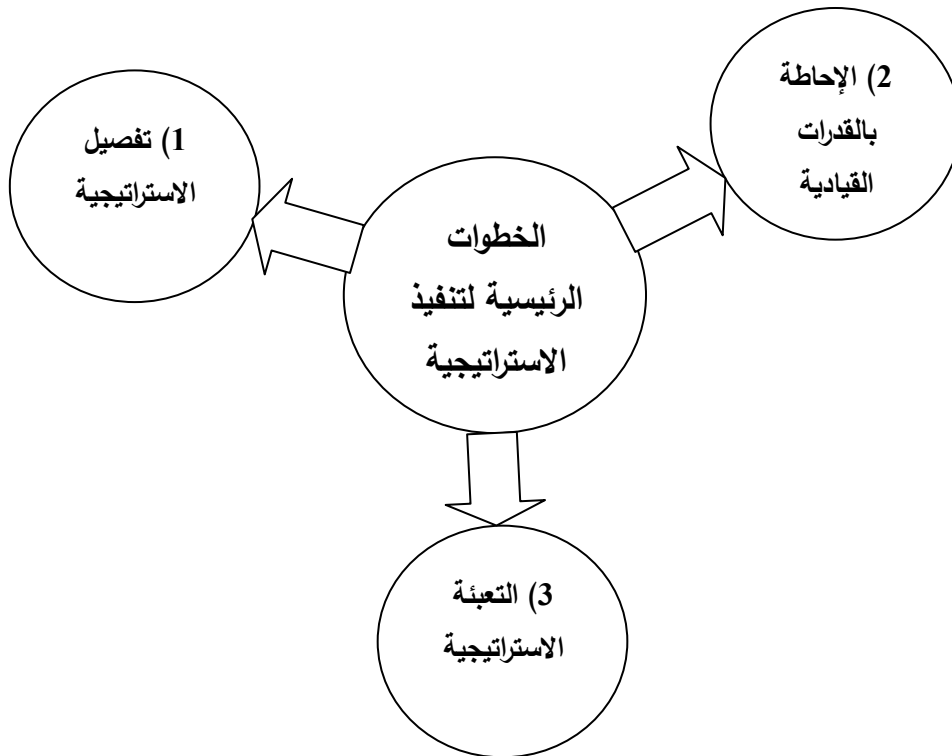 الخطوات
الرئيسية لتنفيذ
الاستراتيجية
1) تفصيل
الاستراتيجية
2) الإحاطة
بالقدرات
القيادية
3) التعبئة
الاستراتيجية